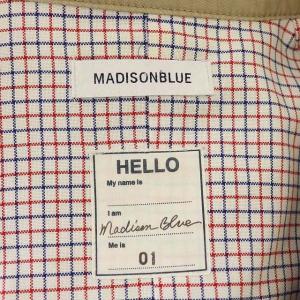 MADISONBLUE
HELLO
My name is
I am
Madison Blue
Me is
01